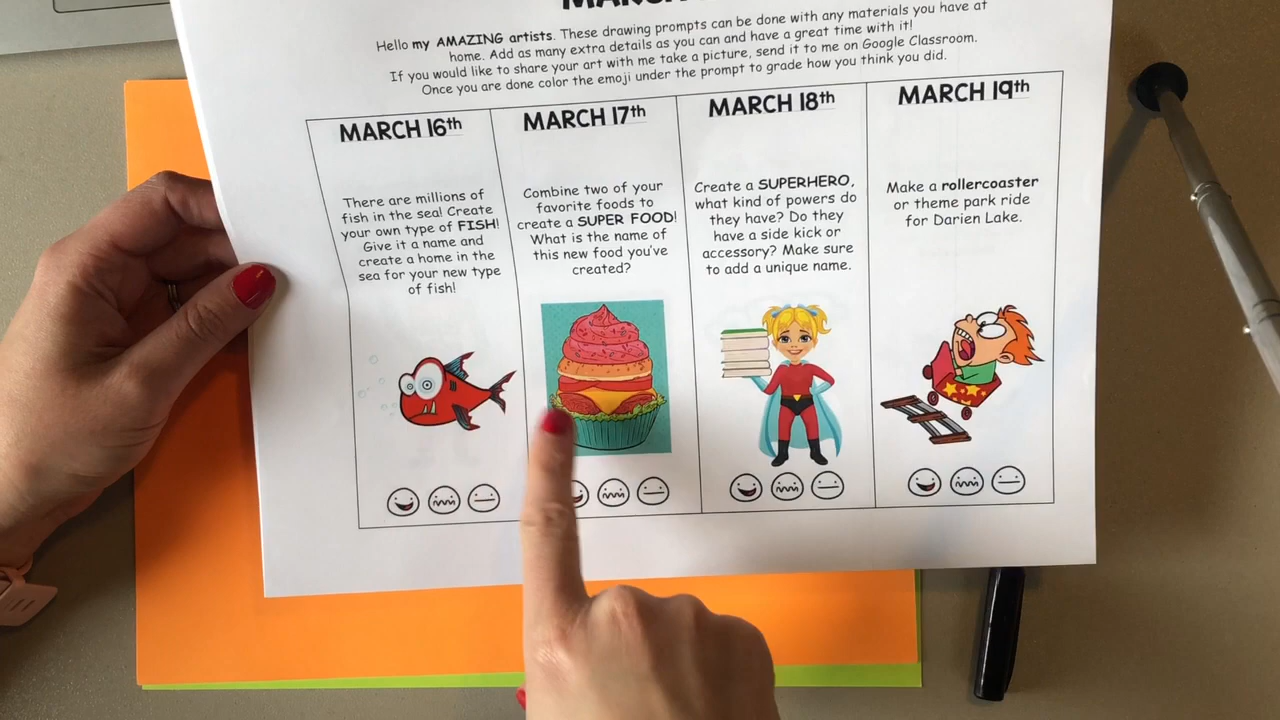 Hello my AMAZING artists. These drawing prompts can be done with any materials you have at
home. Add as many extra details as you can and have a great time with it!
If you would like to share your art with me take a picture, send it to me on Google Classroom.
Once you are done color the emoji under the prompt to grade how you think you did.
MARCH 16th
There are millions of
fish in the sea! Create
your own type of FISH!
Give it a name and
create a home in the
sea for your new type
of fish!
MARCH 17th
Combine two of your
favorite foods to
create a SUPER FOOD!
What is the name of
this new food you've
created?
MARCH 18th
Create a SUPERHERO,
what kind of powers do
they have? Do they
have a side kick or
accessory? Make sure
to add a unique name.
MARCH 19th
Make a rollercoaster
or theme park ride
for Darien Lake.